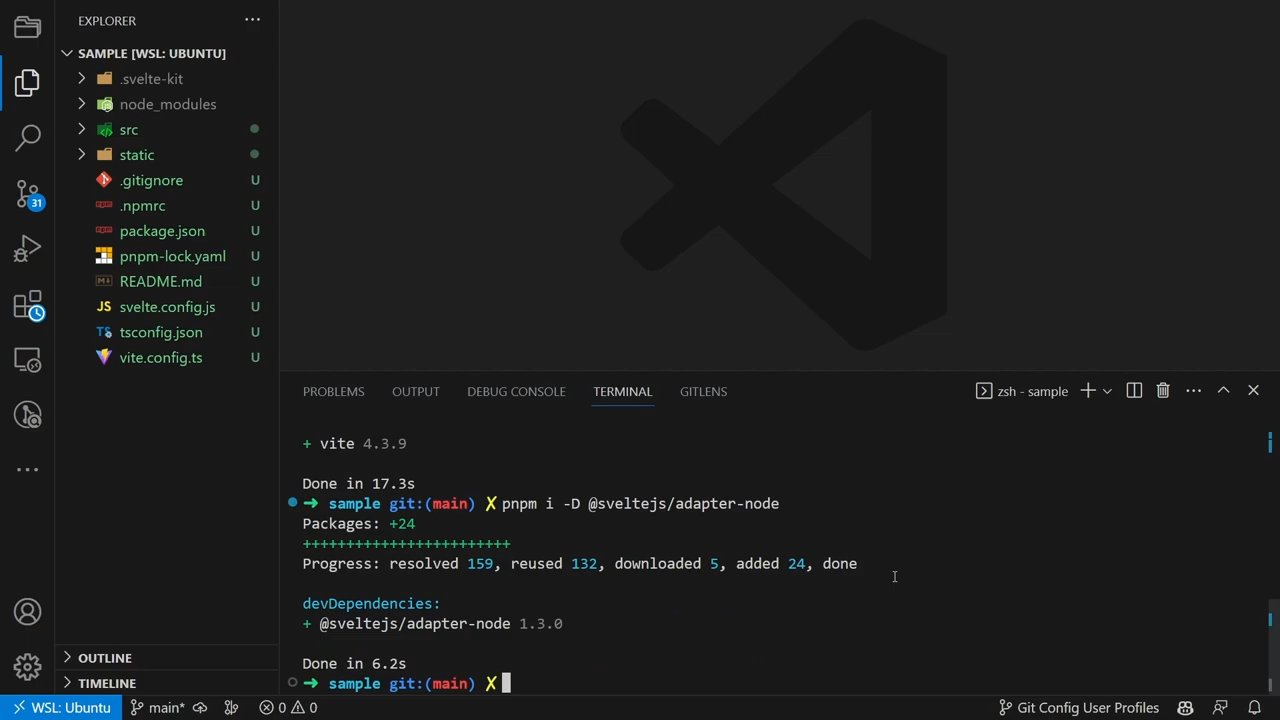 EXPLORER
SAMPLE [WSL: UBUNTU]
.svelte-kit
node_modules
src
static
.gitignore U
.npmrc U
31
package.json U
pnpm-lock.yaml U
README.md U
JS svelte.config.js U
TS tsconfig.json U
vite.config.ts U
OUTLINE
TIMELINE
PROBLEMS OUTPUT DEBUG CONSOLE TERMINAL GITLENS zsh - sample
+ vite 4.3.9
Done in 17.3s
➜ sample git:(main) ✗ pnpm i -D @sveltejs/adapter-node
Packages: +24
++++++++++++++++++++++++
Progress: resolved 159, reused 132, downloaded 5, added 24, done
devDependencies:
+ @sveltejs/adapter-node 1.3.0
Done in 6.2s
➜ sample git:(main) ✗
WSL: Ubuntu main* 0 0 Git Config User Profiles